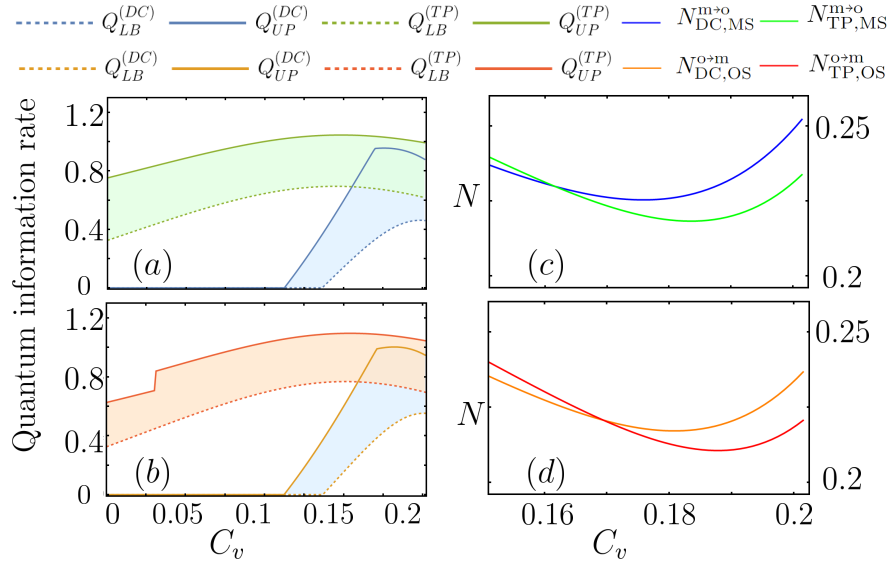 Q_{LB}^{(DC)} Q_{UP}^{(DC)} Q_{LB}^{(TP)} Q_{UP}^{(TP)} N_{DC,MS}^{m→o} N_{TP,MS}^{m→o}
Q_{LB}^{(DC)} Q_{UP}^{(DC)} Q_{LB}^{(TP)} Q_{UP}^{(TP)} N_{DC,OS}^{o→m} N_{TP,OS}^{o→m}
Quantum information rate
1.2
0.8
0.4
0
(a)
N
0.25
0.2
(c)
1.2
0.8
0.4
0
(b)
N
0.25
0.2
(d)
0 0.05 0.15 0.2
C_v
0.16 0.18 0.2
C_v